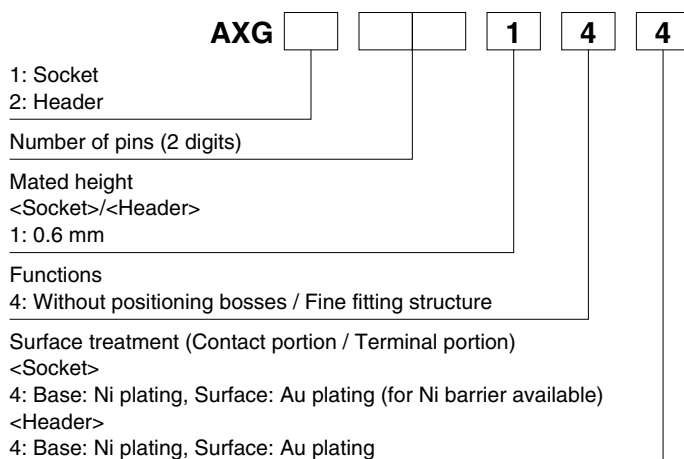 AXG 1 4 4
1: Socket
2: Header
Number of pins (2 digits)
Mated height
<Socket>/<Header>
1: 0.6 mm
Functions
4: Without positioning bosses / Fine fitting structure
Surface treatment (Contact portion / Terminal portion)
<Socket>
4: Base: Ni plating, Surface: Au plating (for Ni barrier available)
<Header>
4: Base: Ni plating, Surface: Au plating